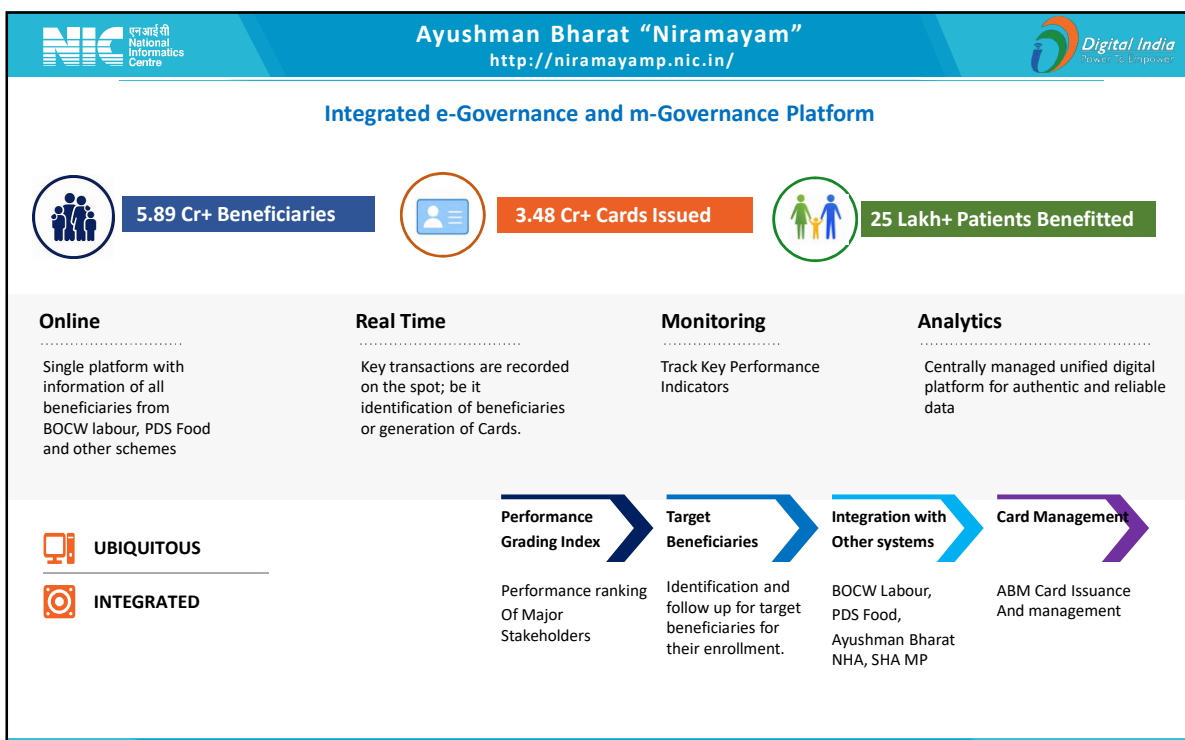 NIC
एन आई सी
National
Informatics
Centre
Ayushman Bharat “Niramayam”
http://niramayamp.nic.in/
Digital India
Power To Empower
Integrated e-Governance and m-Governance Platform
5.89 Cr+ Beneficiaries
3.48 Cr+ Cards Issued
25 Lakh+ Patients Benefitted
Online
Single platform with
information of all
beneficiaries from
BOCW labour, PDS Food
and other schemes
Real Time
Key transactions are recorded
on the spot; be it
identification of beneficiaries
or generation of Cards.
Monitoring
Track Key Performance
Indicators
Analytics
Centrally managed unified digital
platform for authentic and reliable
data
UBIQUITOUS
INTEGRATED
Performance
Grading Index
Performance ranking
Of Major
Stakeholders
Target
Beneficiaries
Identification and
follow up for target
beneficiaries for
their enrollment.
Integration with
Other systems
BOCW Labour,
PDS Food,
Ayushman Bharat
NHA, SHA MP
Card Management
ABM Card Issuance
And management